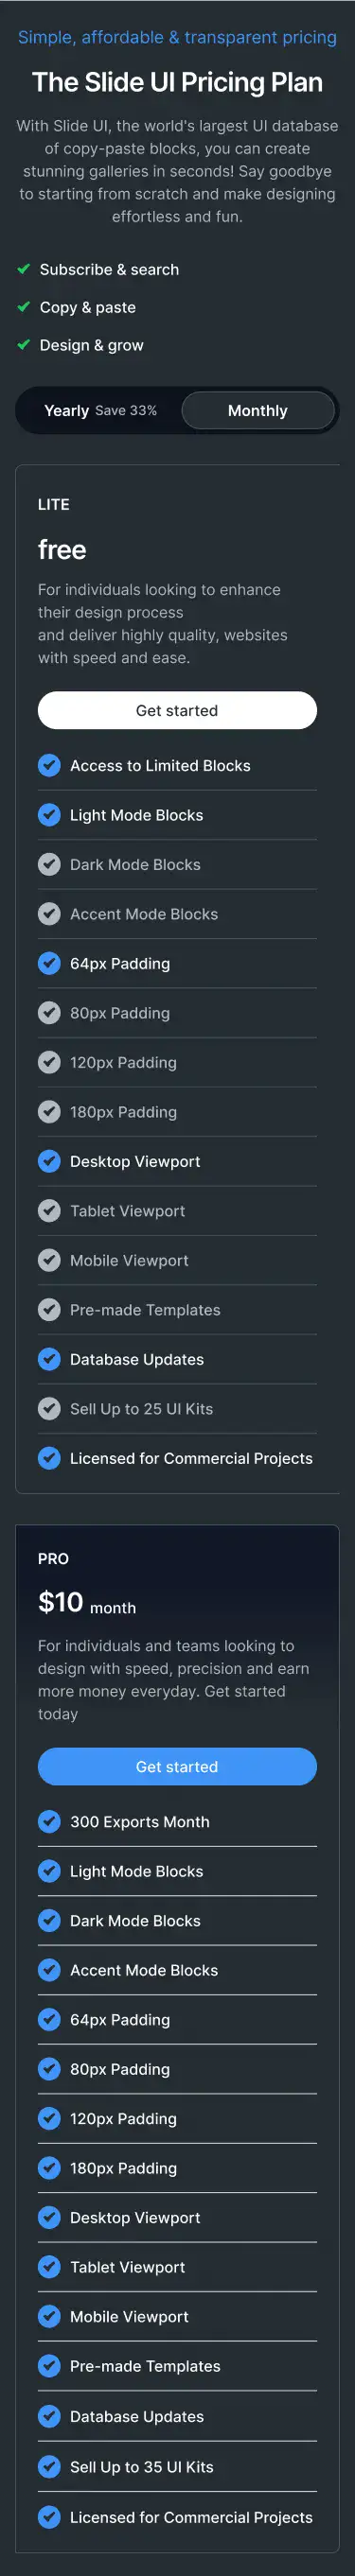 Simple, affordable & transparent pricing
The Slide UI Pricing Plan
With Slide UI, the world's largest UI database
of copy-paste blocks, you can create
stunning galleries in seconds! Say goodbye
to starting from scratch and make designing
effortless and fun.
Subscribe & search
Copy & paste
Design & grow
Yearly Save 33% Monthly
LITE
free
For individuals looking to enhance
their design process
and deliver highly quality, websites
with speed and ease.
Get started
Access to Limited Blocks
Light Mode Blocks
Dark Mode Blocks
Accent Mode Blocks
64px Padding
80px Padding
120px Padding
180px Padding
Desktop Viewport
Tablet Viewport
Mobile Viewport
Pre-made Templates
Database Updates
Sell Up to 25 UI Kits
Licensed for Commercial Projects
PRO
$10 month
For individuals and teams looking to
design with speed, precision and earn
more money everyday. Get started
today
Get started
300 Exports Month
Light Mode Blocks
Dark Mode Blocks
Accent Mode Blocks
64px Padding
80px Padding
120px Padding
180px Padding
Desktop Viewport
Tablet Viewport
Mobile Viewport
Pre-made Templates
Database Updates
Sell Up to 35 UI Kits
Licensed for Commercial Projects